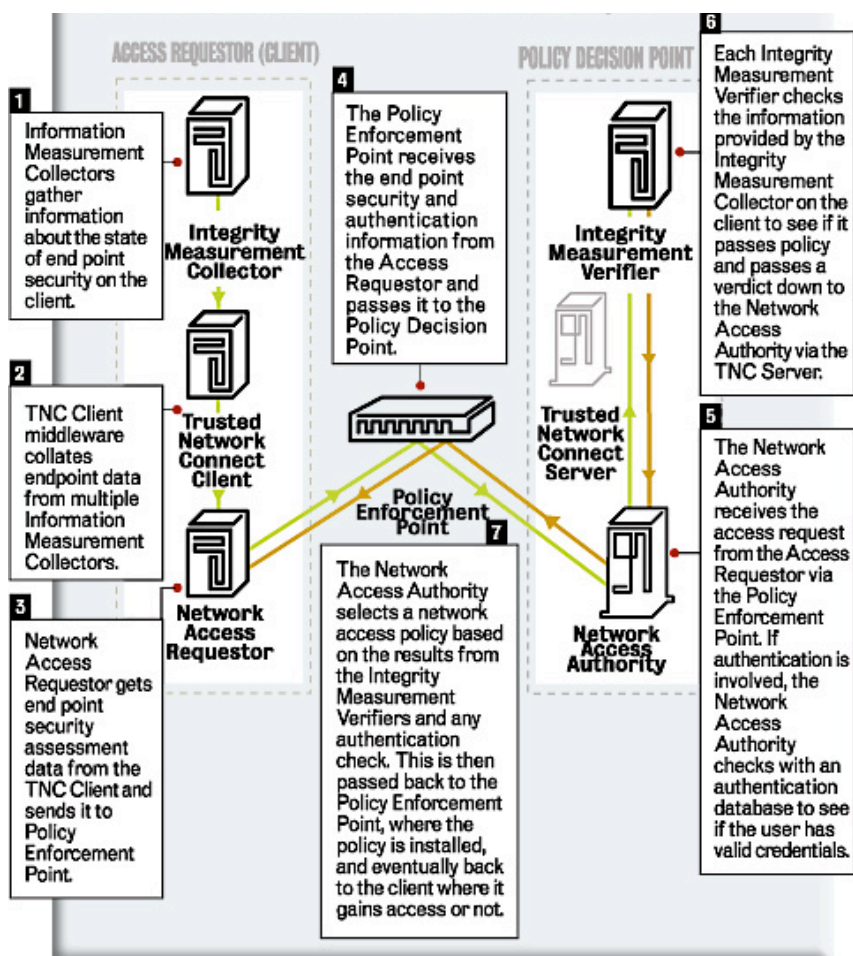 ACCESS REQUESTOR (CLIENT)
POLICY DECISION POINT
1
Information
Measurement
Collectors
gather
information
about the state
of end point
security on the
client.
Integrity
Measurement
Collector
2
TNC Client
middleware
collates
endpoint data
from multiple
Information
Measurement
Collectors.
Trusted
Network
Connect
Client
3
Network
Access
Requestor gets
end point
security
assessment
data from the
TNC Client and
sends it to
Policy
Enforcement
Point.
Network
Access
Requestor
4
The Policy
Enforcement
Point receives
the end point
security and
authentication
information from
the Access
Requestor and
passes it to the
Policy Decision
Point.
Policy
Enforcement
Point
5
The Network
Access
Authority
receives the
access request
from the Access
Requestor via
the Policy
Enforcement
Point. If
authentication is
involved, the
Network
Access
Authority
checks with an
authentication
database to see
if the user has
valid credentials.
Network
Access
Authority
Trusted
Network
Connect
Server
6
Each Integrity
Measurement
Verifier checks
the information
provided by the
Integrity
Measurement
Collector on the
client to see if it
passes policy
and passes a
verdict down to
the Network
Access
Authority via the
TNC Server.
Integrity
Measurement
Verifier
7
The Network
Access Authority
selects a network
access policy based
on the results from
the Integrity
Measurement
Verifiers and any
authentication
check. This is then
passed back to the
Policy Enforcement
Point, where the
policy is installed,
and eventually back
to the client where it
gains access or not.